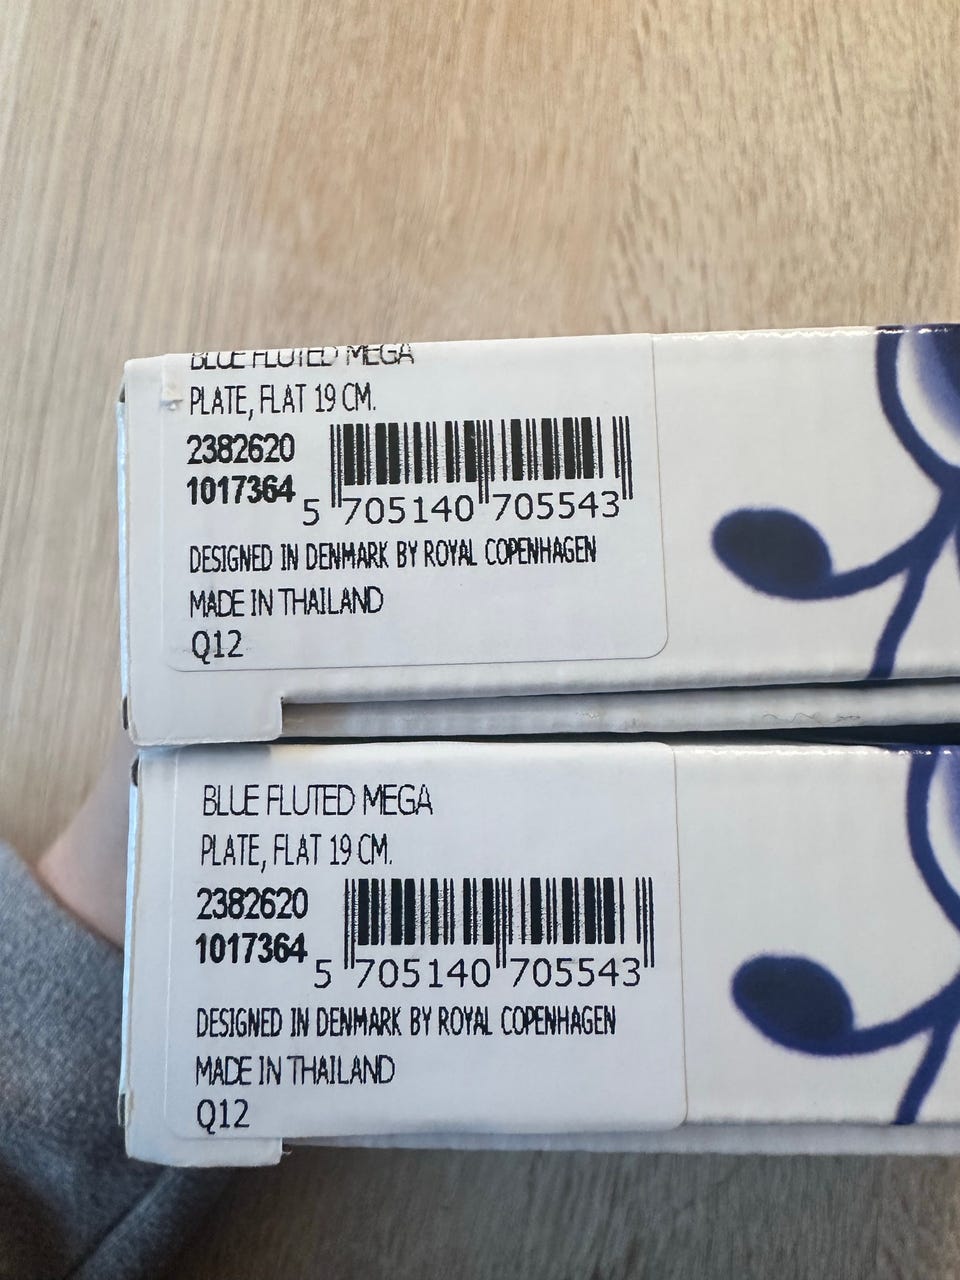 BLUE FLUTED MEGA
PLATE, FLAT 19 CM.
2382620
1017364
5 705140 705543
DESIGNED IN DENMARK BY ROYAL COPENHAGEN
MADE IN THAILAND
Q12
BLUE FLUTED MEGA
PLATE, FLAT 19 CM.
2382620
1017364
5 705140 705543
DESIGNED IN DENMARK BY ROYAL COPENHAGEN
MADE IN THAILAND
Q12